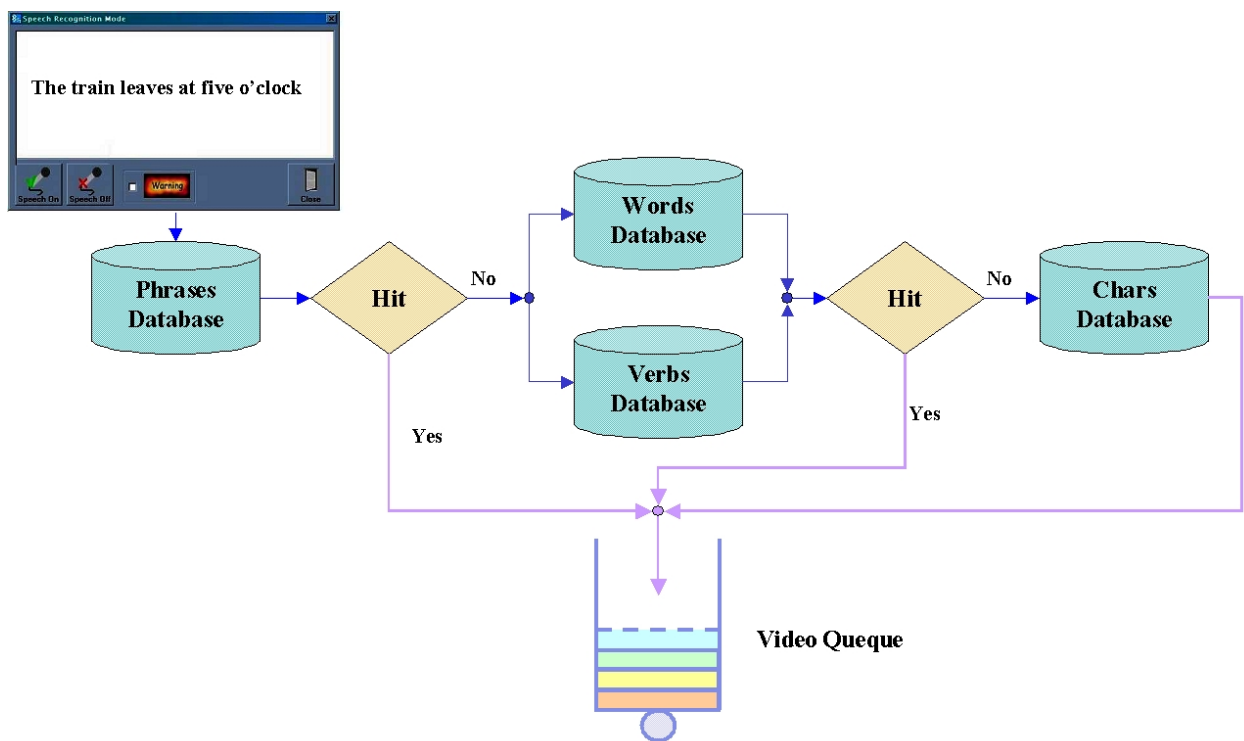 Speech Recognition Mode
The train leaves at five o’clock
Speech On
Speech Off
Warning
Close
Phrases
Database
Hit
No
Words
Database
Verbs
Database
Hit
No
Chars
Database
Yes
Yes
Video Queque